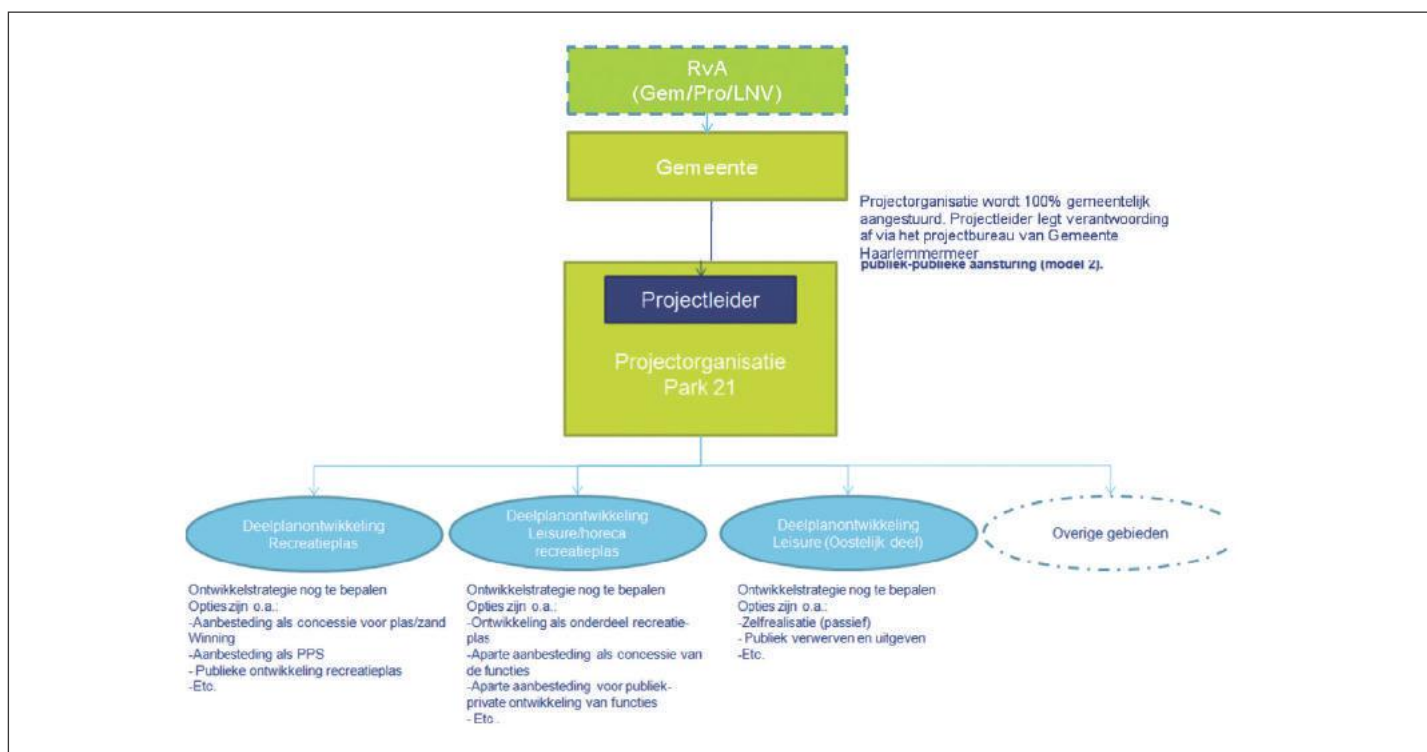 RvA
(Gem/Pro/LNV)
Gemeente
Projectorganisatie wordt 100% gemeentelijk
aangestuurd. Projectleider legt verantwoording
af via het projectbureau van Gemeente
Haarlemmermeer
publiek-publieke aansturing (model 2).
Projectleider
Projectorganisatie
Park 21
Deelplanontwikkeling
Recreatieplas
Deelplanontwikkeling
Leisure/horeca
recreatieplas
Deelplanontwikkeling
Leisure (Oostelijk deel)
Overige gebieden
Ontwikkelstrategie nog te bepalen
Opties zijn o.a.:
-Aanbesteding als concessie voor plas/zand
Winning
-Aanbesteding als PPS
- Publieke ontwikkeling recreatieplas
-Etc.
Ontwikkelstrategie nog te bepalen
Opties zijn o.a.:
-Ontwikkeling als onderdeel recreatie-
plas
-Aparte aanbesteding als concessie van
de functies
-Aparte aanbesteding voor publiek-
private ontwikkeling van functies
- Etc..
Ontwikkelstrategie nog te bepalen
Opties zijn o.a.:
-Zelfrealisatie (passief)
- Publiek verwerven en uitgeven
-Etc.